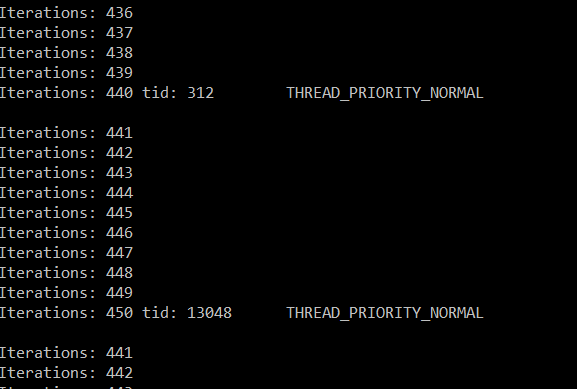 Iterations: 436
Iterations: 437
Iterations: 438
Iterations: 439
Iterations: 440 tid: 312 THREAD_PRIORITY_NORMAL
Iterations: 441
Iterations: 442
Iterations: 443
Iterations: 444
Iterations: 445
Iterations: 446
Iterations: 447
Iterations: 448
Iterations: 449
Iterations: 450 tid: 13048 THREAD_PRIORITY_NORMAL
Iterations: 441
Iterations: 442
Iterations: 443